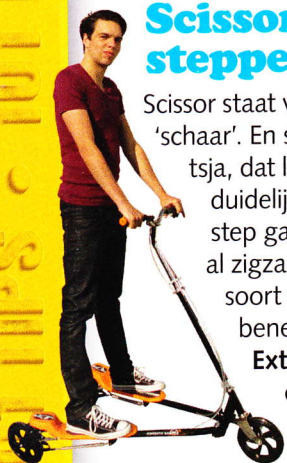 Scissor
steppe
Scissor staat v
'schaar'. En s
tsja, dat l
duidelij
step ga
al zigza
soort
bene
Ext